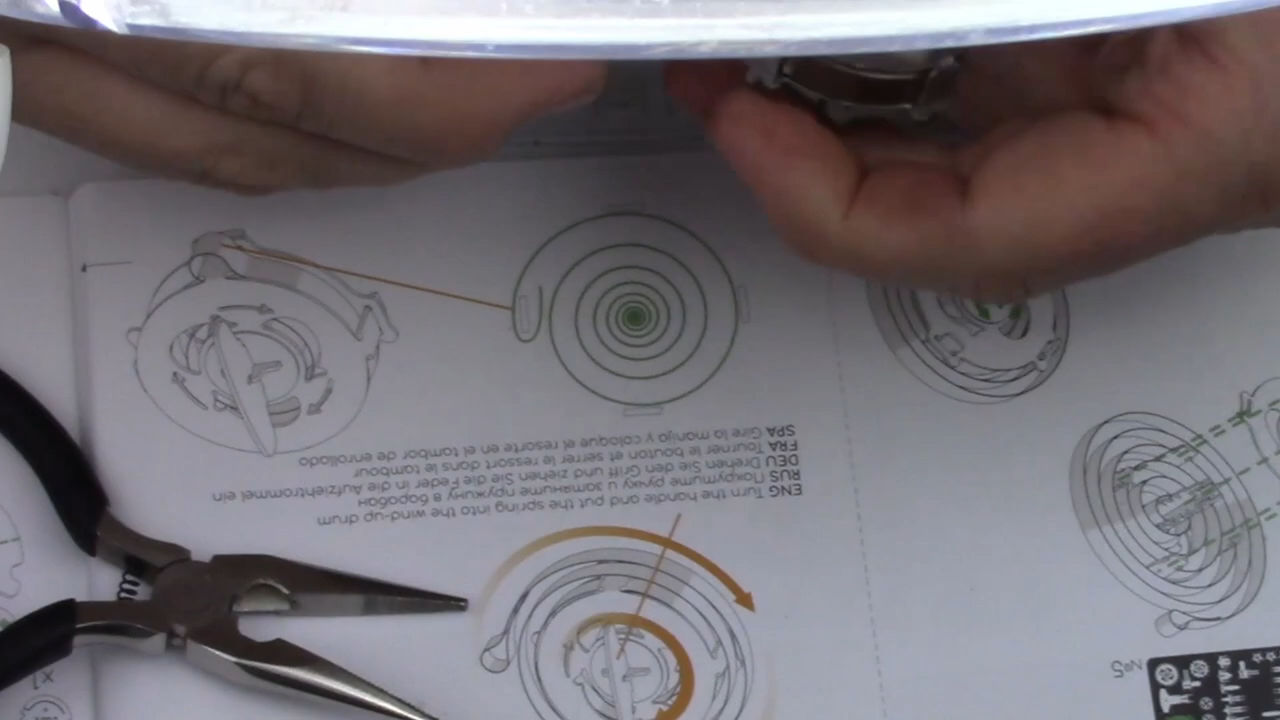 ENG Turn the handle and put the spring into the wind-up drum
RUS Покрутите ручку и затяните пружину в барабан
DEU Drehen Sie den Griff und ziehen Sie die Feder in die Aufziehtrommel ein
FRA Tourner le bouton et serrer le ressort dans le tambour
SPA Gire la manija y coloque el resorte en el tambor de enrollado
№5